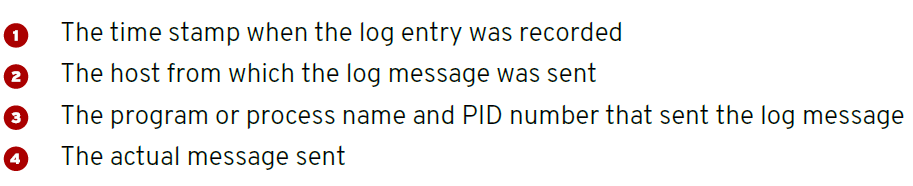 1 The time stamp when the log entry was recorded
2 The host from which the log message was sent
3 The program or process name and PID number that sent the log message
4 The actual message sent